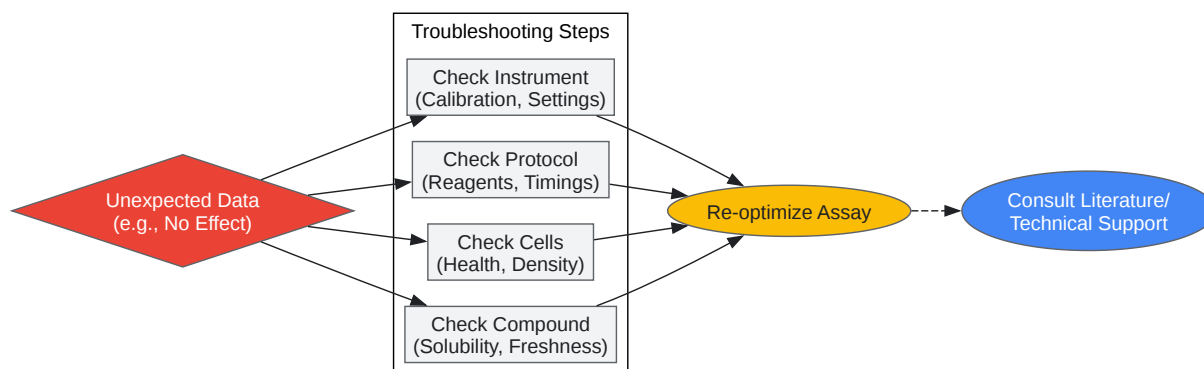 Troubleshooting Steps
Check Instrument
(Calibration, Settings)
Check Protocol
(Reagents, Timings)
Unexpected Data
(e.g., No Effect)
Re-optimize Assay
Consult Literature/
Technical Support
Check Cells
(Health, Density)
Check Compound
(Solubility, Freshness)